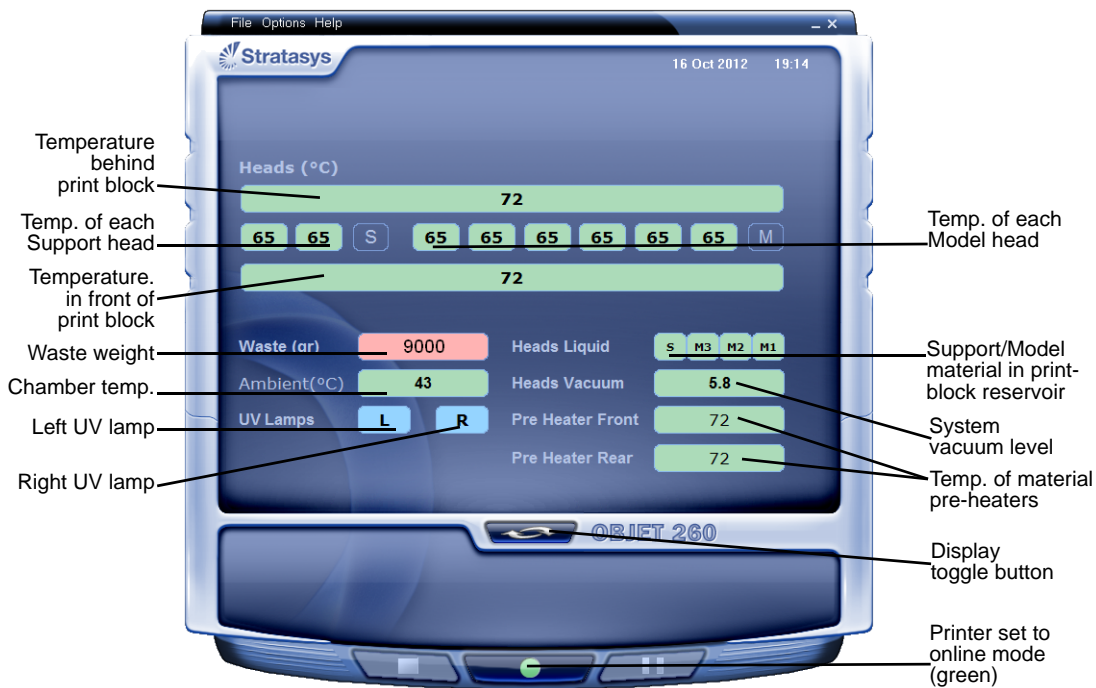 File Options Help
Stratasys
16 Oct 2012 19:14
Temperature
behind
print block
Heads (°C)
72
Temp. of each
Support head
65 65 S 65 65 65 65 65 65 M
Temp. of each
Model head
Temperature.
in front of
print block
72
Waste weight
Waste (gr) 9000
Heads Liquid S M3 M2 M1
Support/Model
material in print-
block reservoir
Chamber temp.
Ambient(°C) 43
Heads Vacuum 5.8
System
vacuum level
Left UV lamp
UV Lamps L R
Pre Heater Front 72
Right UV lamp
Pre Heater Rear 72
Temp. of material
pre-heaters
OBJET 260
Display
toggle button
Printer set to
online mode
(green)